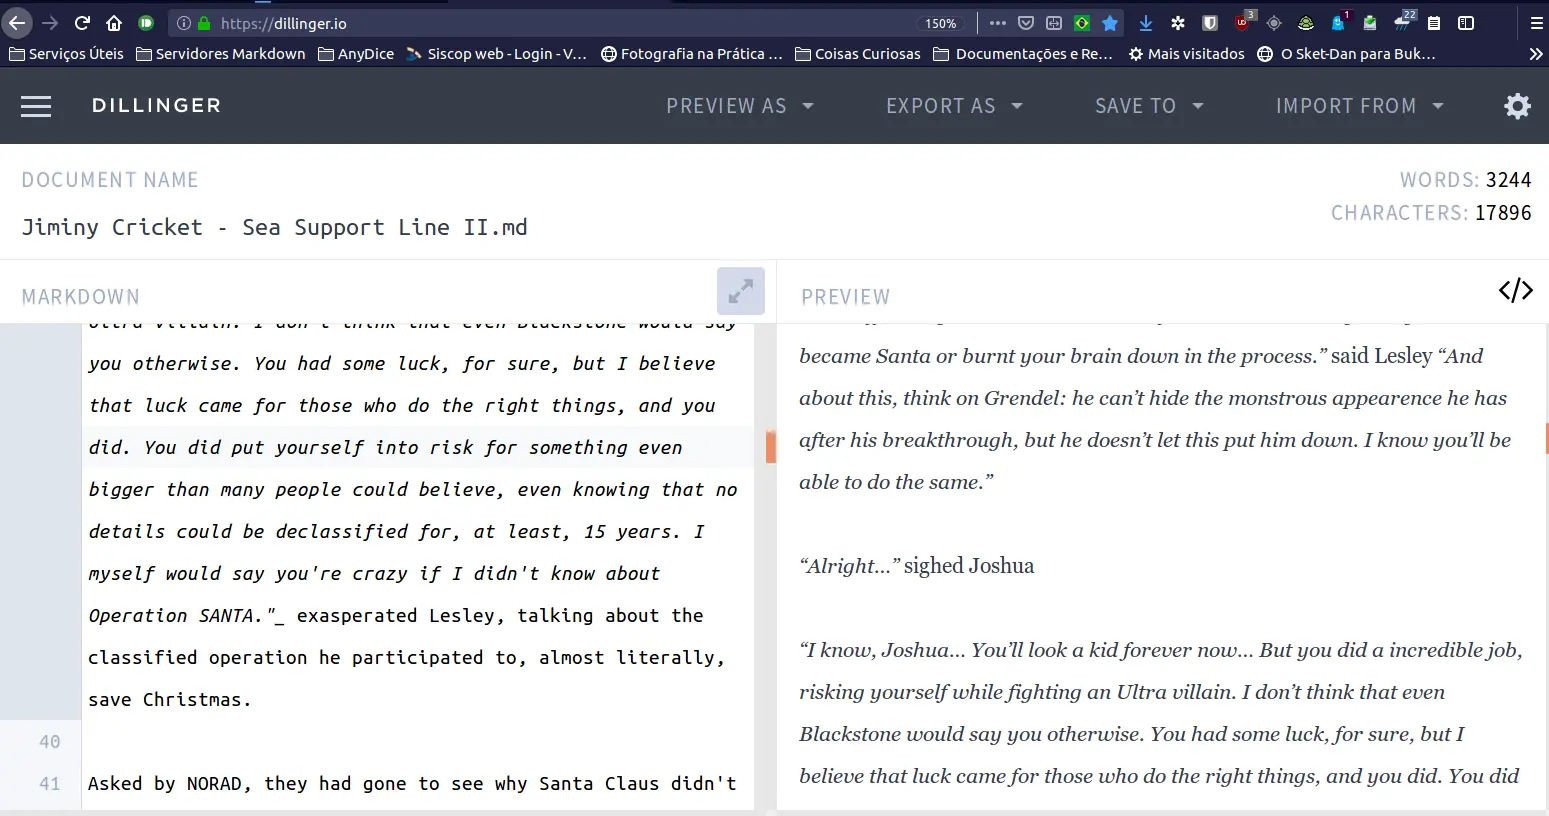 https://dillinger.io
150%
3
1
22
Serviços Úteis
Servidores Markdown
AnyDice
Siscop web - Login - V...
Fotografia na Prática ...
Coisas Curiosas
Documentações e Re...
Mais visitados
O Sket-Dan para Buk...
DILLINGER
PREVIEW AS
EXPORT AS
SAVE TO
IMPORT FROM
DOCUMENT NAME
WORDS: 3244
Jiminy Cricket - Sea Support Line II.md
CHARACTERS: 17896
MARKDOWN
Ultra villain. I don't think that even Blackstone would say
you otherwise. You had some luck, for sure, but I believe
that luck came for those who do the right things, and you
did. You did put yourself into risk for something even
bigger than many people could believe, even knowing that no
details could be declassified for, at least, 15 years. I
myself would say you're crazy if I didn't know about
Operation SANTA."_ exasperated Lesley, talking about the
classified operation he participated to, almost literally,
save Christmas.
40
41 Asked by NORAD, they had gone to see why Santa Claus didn't
PREVIEW
became Santa or burnt your brain down in the process.” said Lesley “And
about this, think on Grendel: he can’t hide the monstrous appearence he has
after his breakthrough, but he doesn’t let this put him down. I know you’ll be
able to do the same.”
“Alright…” sighed Joshua
“I know, Joshua… You’ll look a kid forever now… But you did a incredible job,
risking yourself while fighting an Ultra villain. I don’t think that even
Blackstone would say you otherwise. You had some luck, for sure, but I
believe that luck came for those who do the right things, and you did. You did